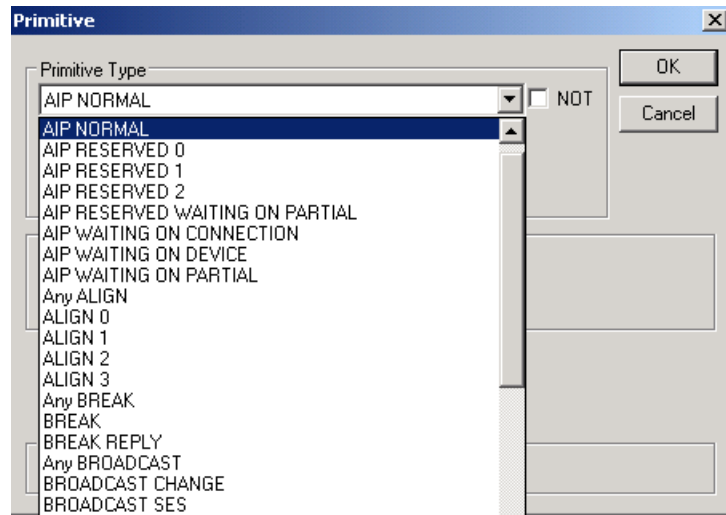 Primitive
Primitive Type
OK
AIP NORMAL
NOT
Cancel
AIP NORMAL
AIP RESERVED 0
AIP RESERVED 1
AIP RESERVED 2
AIP RESERVED WAITING ON PARTIAL
AIP WAITING ON CONNECTION
AIP WAITING ON DEVICE
AIP WAITING ON PARTIAL
Any ALIGN
ALIGN 0
ALIGN 1
ALIGN 2
ALIGN 3
Any BREAK
BREAK
BREAK REPLY
Any BROADCAST
BROADCAST CHANGE
BROADCAST SES